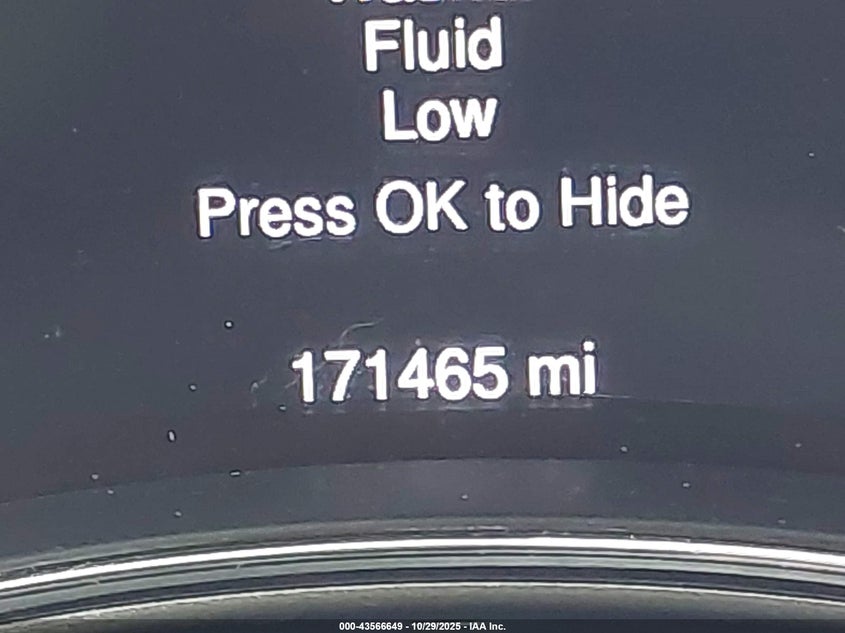 Fluid
Low
Press OK to Hide
171465 mi
000-43566649 - 10/29/2025 - IAA Inc.